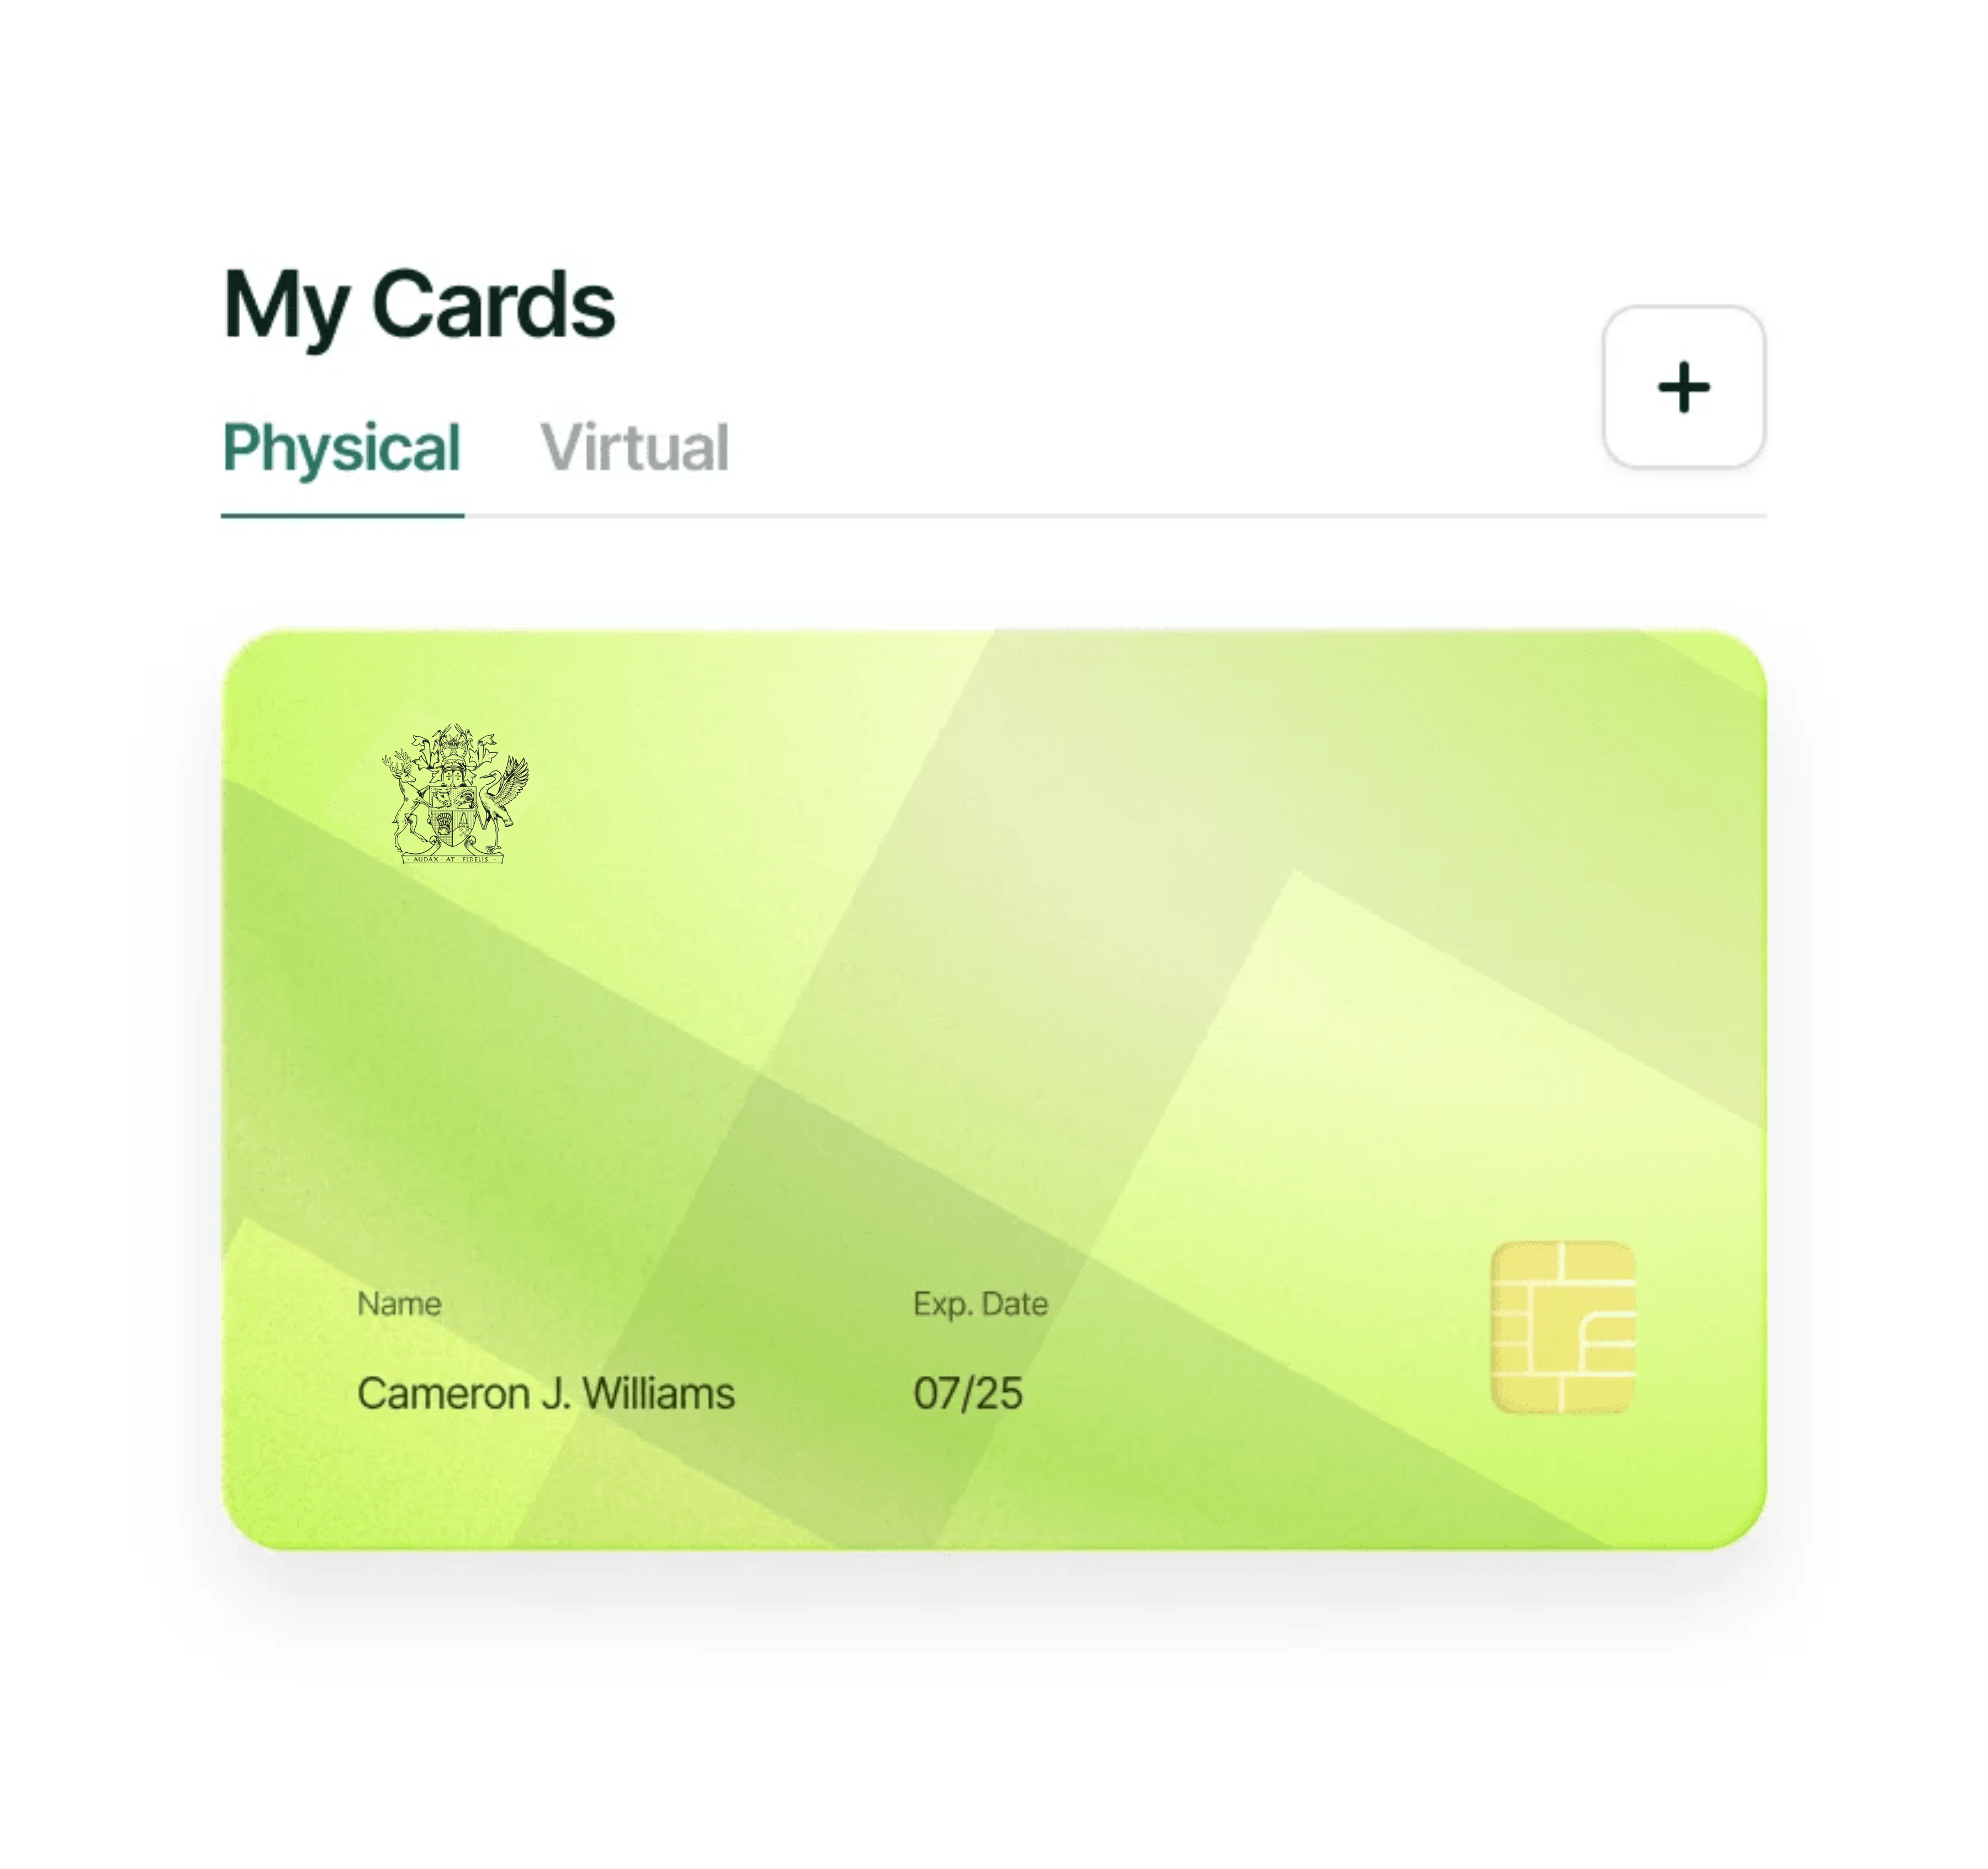 My Cards
Physical Virtual
AUDAX · AT · FIDELIS
Name Exp. Date
Cameron J. Williams 07/25